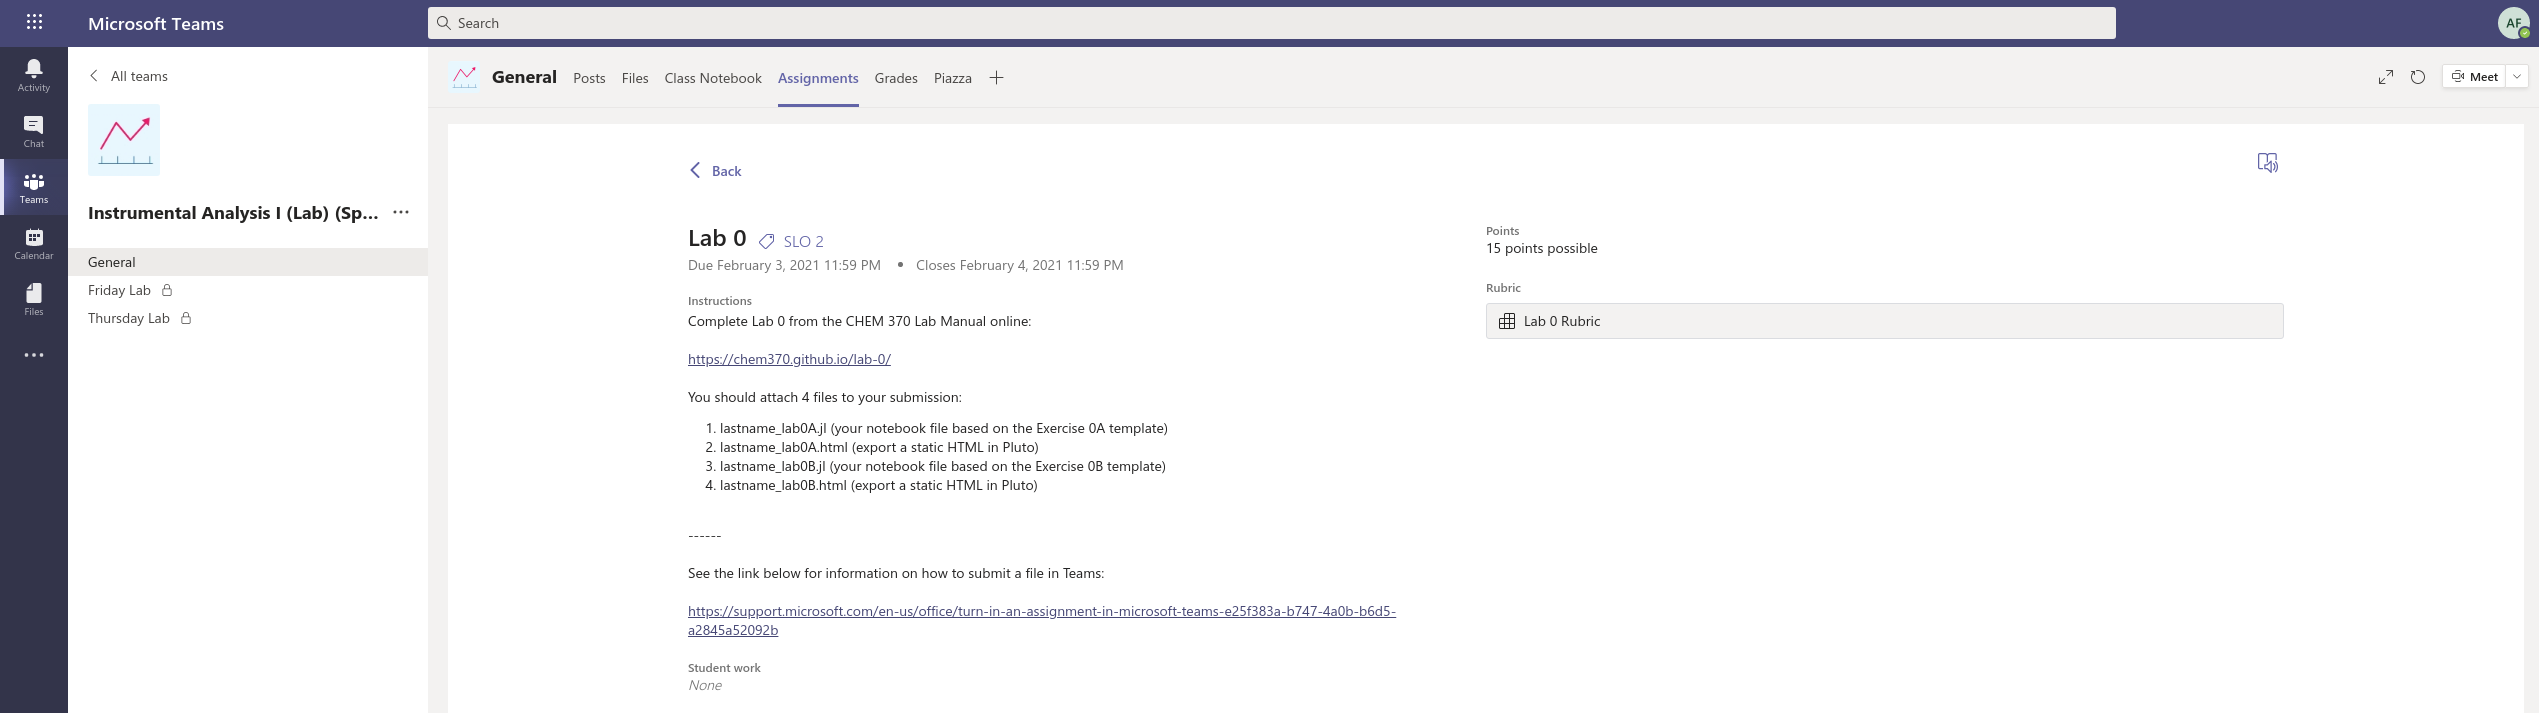 Microsoft Teams
Search
AF
Activity
Chat
Teams
Calendar
Files
All teams
Instrumental Analysis I (Lab) (Sp...
General
Friday Lab
Thursday Lab
General Posts Files Class Notebook Assignments Grades Piazza
Meet
Back
Lab 0 SLO 2
Due February 3, 2021 11:59 PM • Closes February 4, 2021 11:59 PM
Instructions
Complete Lab 0 from the CHEM 370 Lab Manual online:
https://chem370.github.io/lab-0/
You should attach 4 files to your submission:
1. lastname_lab0A.jl (your notebook file based on the Exercise 0A template)
2. lastname_lab0A.html (export a static HTML in Pluto)
3. lastname_lab0B.jl (your notebook file based on the Exercise 0B template)
4. lastname_lab0B.html (export a static HTML in Pluto)
------
See the link below for information on how to submit a file in Teams:
https://support.microsoft.com/en-us/office/turn-in-an-assignment-in-microsoft-teams-e25f383a-b747-4a0b-b6d5-
a2845a52092b
Student work
None
Points
15 points possible
Rubric
Lab 0 Rubric